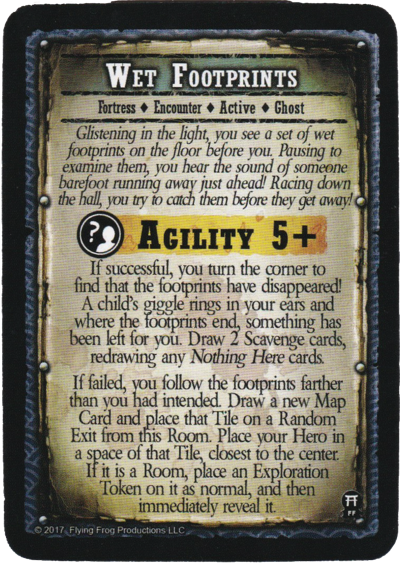 Wet Footprints
Fortress ◆ Encounter ◆ Active ◆ Ghost
Glistening in the light, you see a set of wet
footprints on the floor before you. Pausing to
examine them, you hear the sound of someone
barefoot running away just ahead! Racing down
the hall, you try to catch them before they get away!
?
Agility 5+
If successful, you turn the corner to
find that the footprints have disappeared!
A child's giggle rings in your ears and
where the footprints end, something has
been left for you. Draw 2 Scavenge cards,
redrawing any Nothing Here cards.
If failed, you follow the footprints farther
than you had intended. Draw a new Map
Card and place that Tile on a Random
Exit from this Room. Place your Hero in
a space of that Tile, closest to the center.
If it is a Room, place an Exploration
Token on it as normal, and then
immediately reveal it.
FF
© 2017 Flying Frog Productions LLC